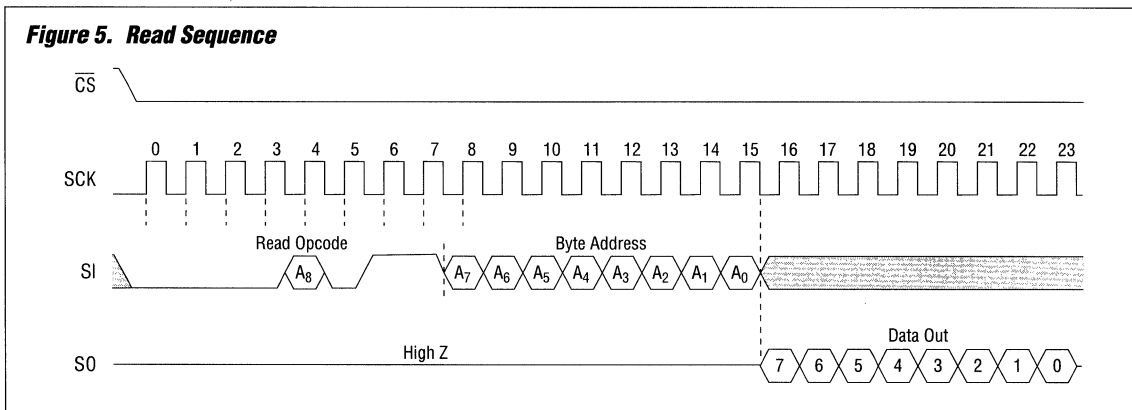 Figure 5. Read Sequence
CS
0 1 2 3 4 5 6 7 8 9 10 11 12 13 14 15 16 17 18 19 20 21 22 23
SCK
Read Opcode Byte Address
SI A8 A7 A6 A5 A4 A3 A2 A1 A0
Data Out
High Z
SO 7 6 5 4 3 2 1 0